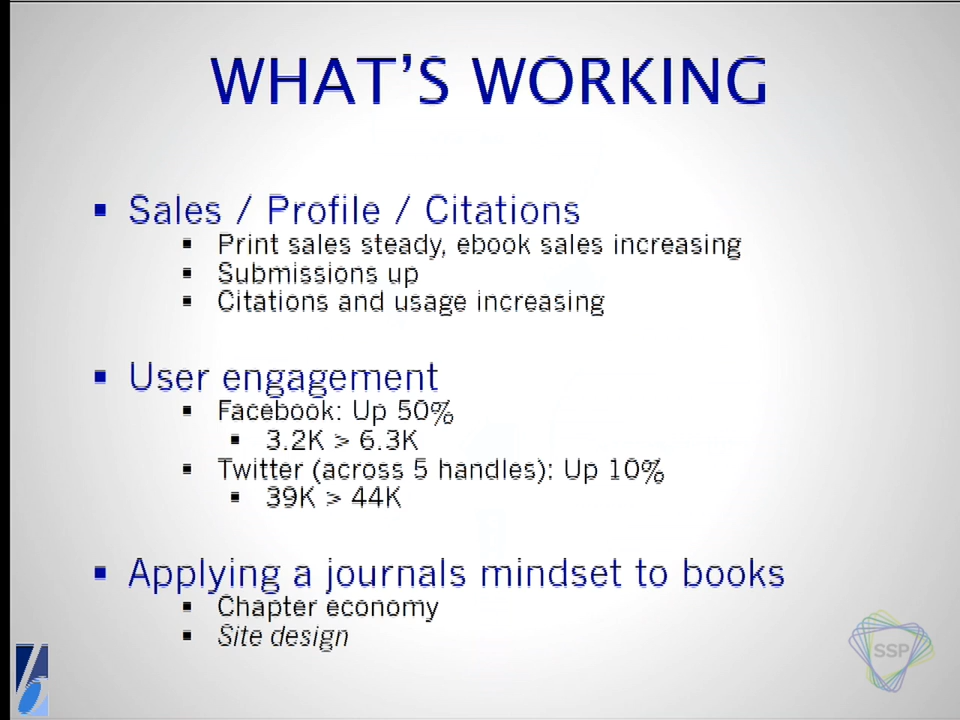 WHAT'S WORKING
▪ Sales / Profile / Citations
▪ Print sales steady, ebook sales increasing
▪ Submissions up
▪ Citations and usage increasing
▪ User engagement
▪ Facebook: Up 50%
▪ 3.2K > 6.3K
▪ Twitter (across 5 handles): Up 10%
▪ 39K > 44K
▪ Applying a journals mindset to books
▪ Chapter economy
▪ Site design
SSP